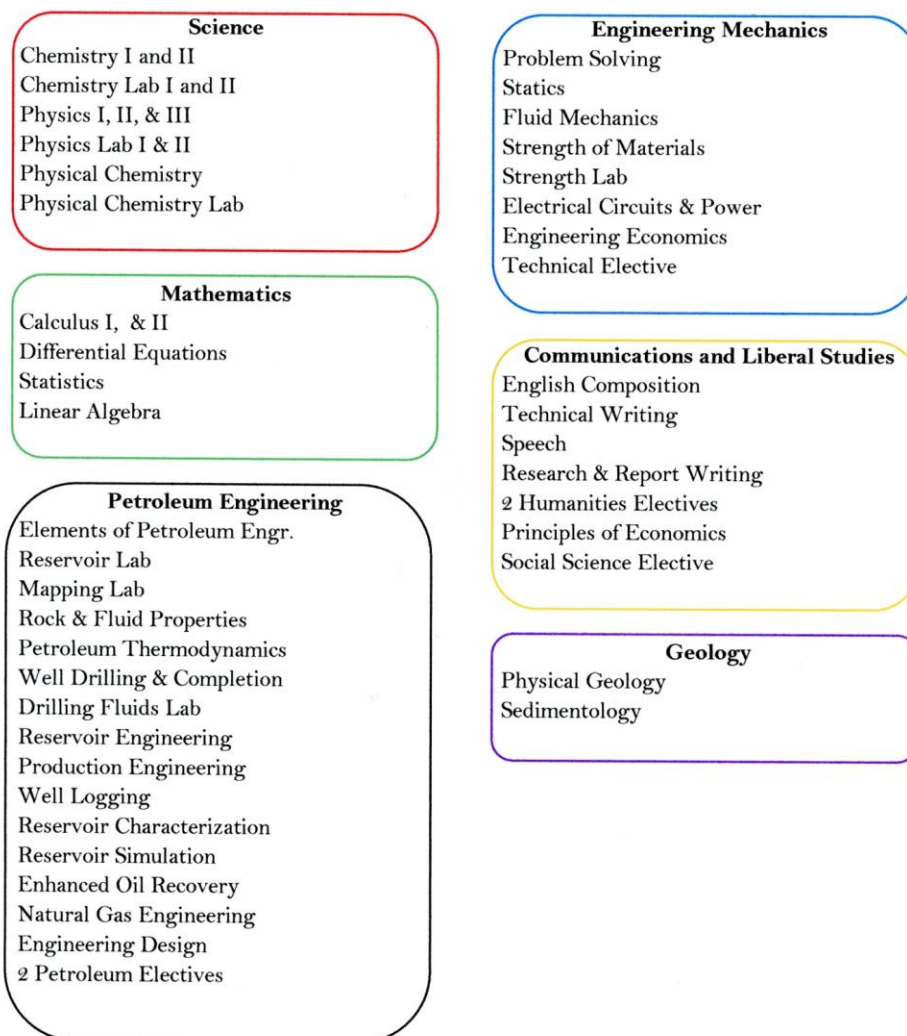 Science
Chemistry I and II
Chemistry Lab I and II
Physics I, II, & III
Physics Lab I & II
Physical Chemistry
Physical Chemistry Lab
Mathematics
Calculus I, & II
Differential Equations
Statistics
Linear Algebra
Petroleum Engineering
Elements of Petroleum Engr.
Reservoir Lab
Mapping Lab
Rock & Fluid Properties
Petroleum Thermodynamics
Well Drilling & Completion
Drilling Fluids Lab
Reservoir Engineering
Production Engineering
Well Logging
Reservoir Characterization
Reservoir Simulation
Enhanced Oil Recovery
Natural Gas Engineering
Engineering Design
2 Petroleum Electives
Engineering Mechanics
Problem Solving
Statics
Fluid Mechanics
Strength of Materials
Strength Lab
Electrical Circuits & Power
Engineering Economics
Technical Elective
Communications and Liberal Studies
English Composition
Technical Writing
Speech
Research & Report Writing
2 Humanities Electives
Principles of Economics
Social Science Elective
Geology
Physical Geology
Sedimentology